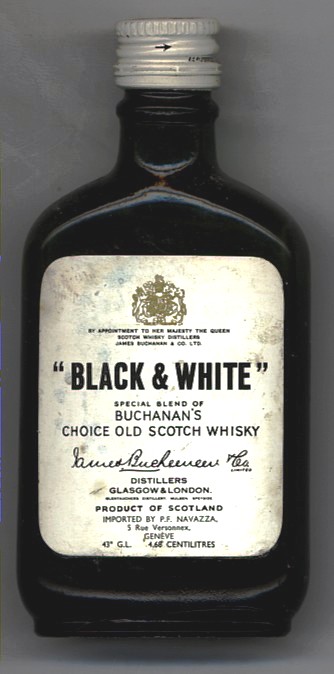 BY APPOINTMENT TO HER MAJESTY THE QUEEN
SCOTCH WHISKY DISTILLERS
JAMES BUCHANAN & CO. LTD.
"BLACK & WHITE"
SPECIAL BLEND OF
BUCHANAN'S
CHOICE OLD SCOTCH WHISKY
James Buchanan & Co.
LIMITED
DISTILLERS
GLASGOW & LONDON.
DISTILLERY
PRODUCT OF SCOTLAND
IMPORTED BY P.F. NAVAZZA,
5 Rue Versonnex,
GENÈVE
43° G.L. 4,68 CENTILITRES